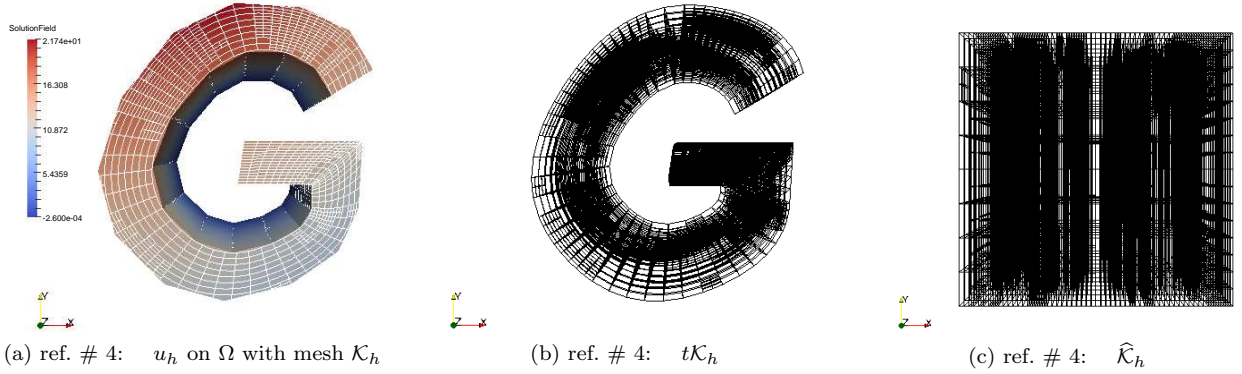 SolutionField
2.174e+01
16.308
10.872
5.4359
-2.600e-04
Y
Z X
Y
Z X
Y
Z X
(a) ref. # 4: u_h on Ω with mesh 𝒦_h
(b) ref. # 4: t𝒦_h
(c) ref. # 4: 𝒦̂_h